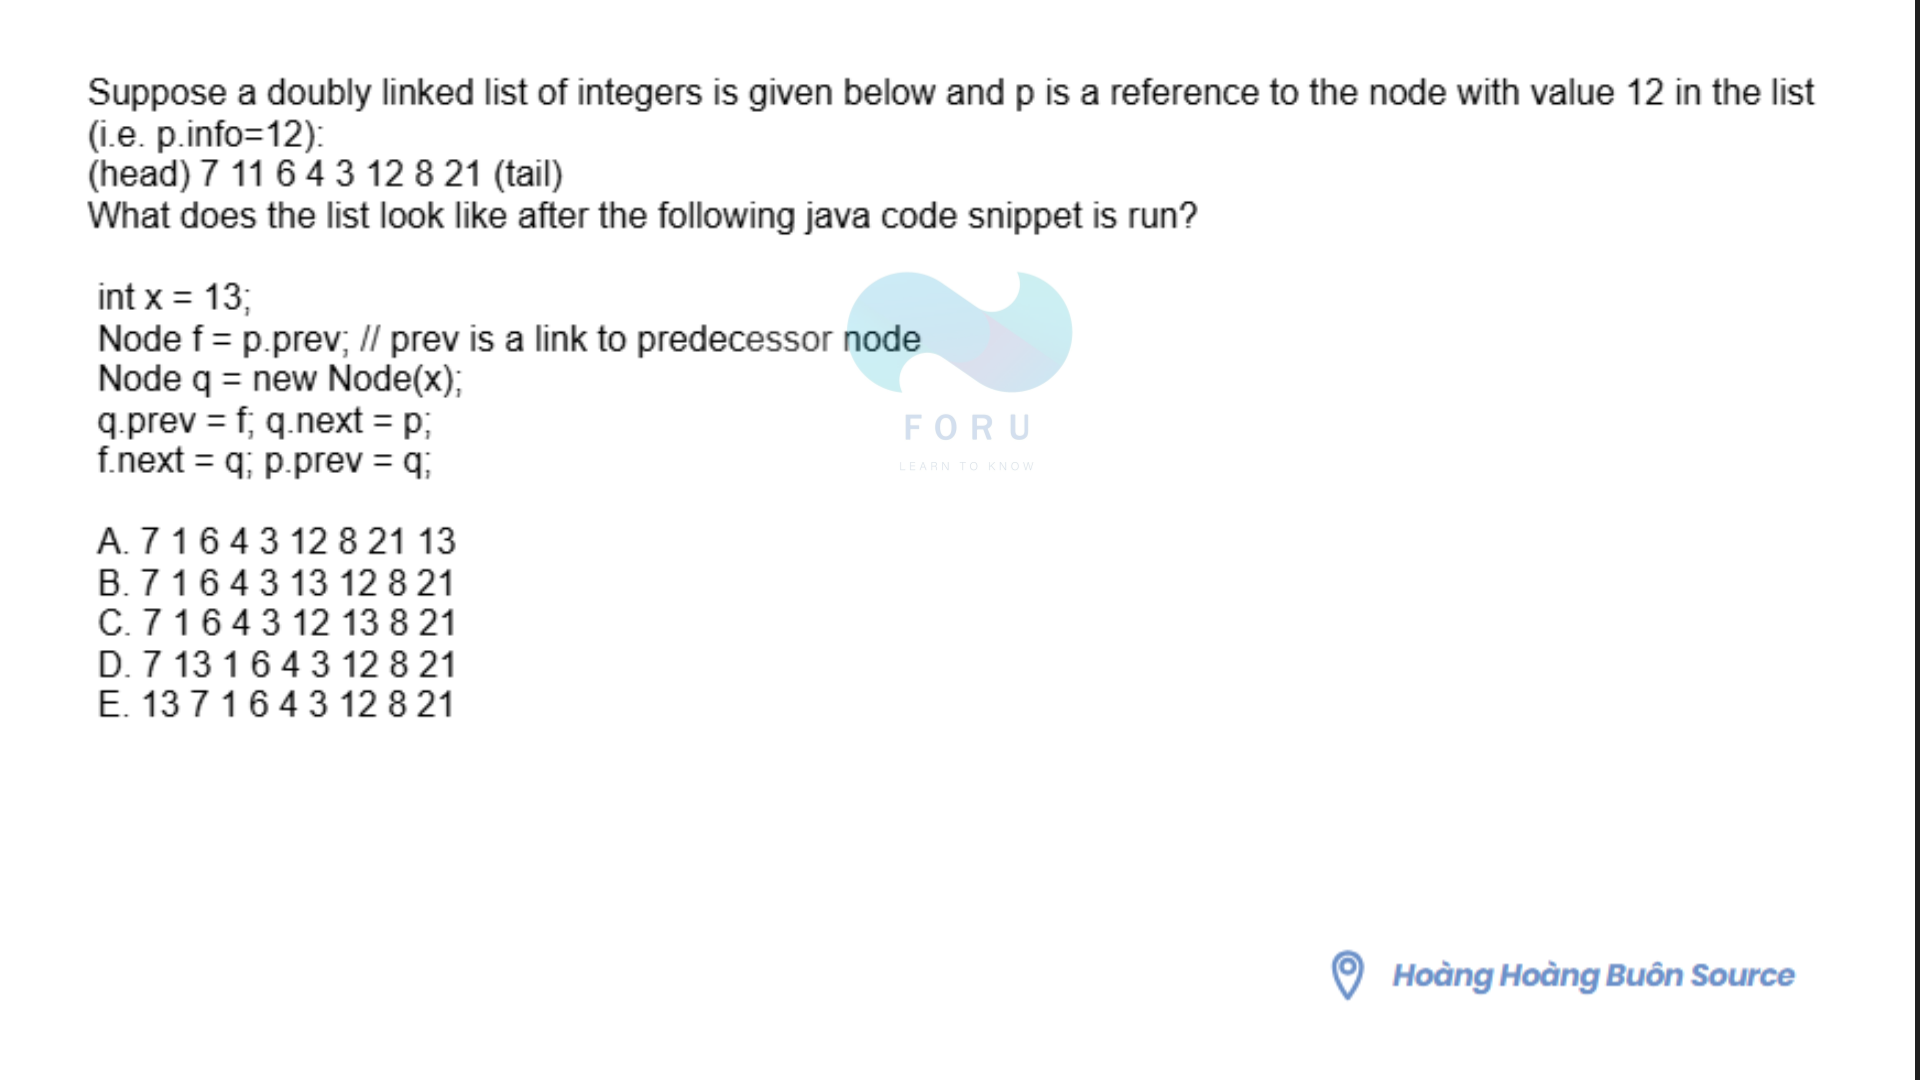 Suppose a doubly linked list of integers is given below and p is a reference to the node with value 12 in the list
(i.e. p.info=12):
(head) 7 11 6 4 3 12 8 21 (tail)
What does the list look like after the following java code snippet is run?
int x = 13;
Node f = p.prev; // prev is a link to predecessor node
Node q = new Node(x);
q.prev = f; q.next = p;
f.next = q; p.prev = q;
FORU
LEARN TO KNOW
A. 7 1 6 4 3 12 8 21 13
B. 7 1 6 4 3 13 12 8 21
C. 7 1 6 4 3 12 13 8 21
D. 7 13 1 6 4 3 12 8 21
E. 13 7 1 6 4 3 12 8 21
Hoàng Hoàng Buôn Source